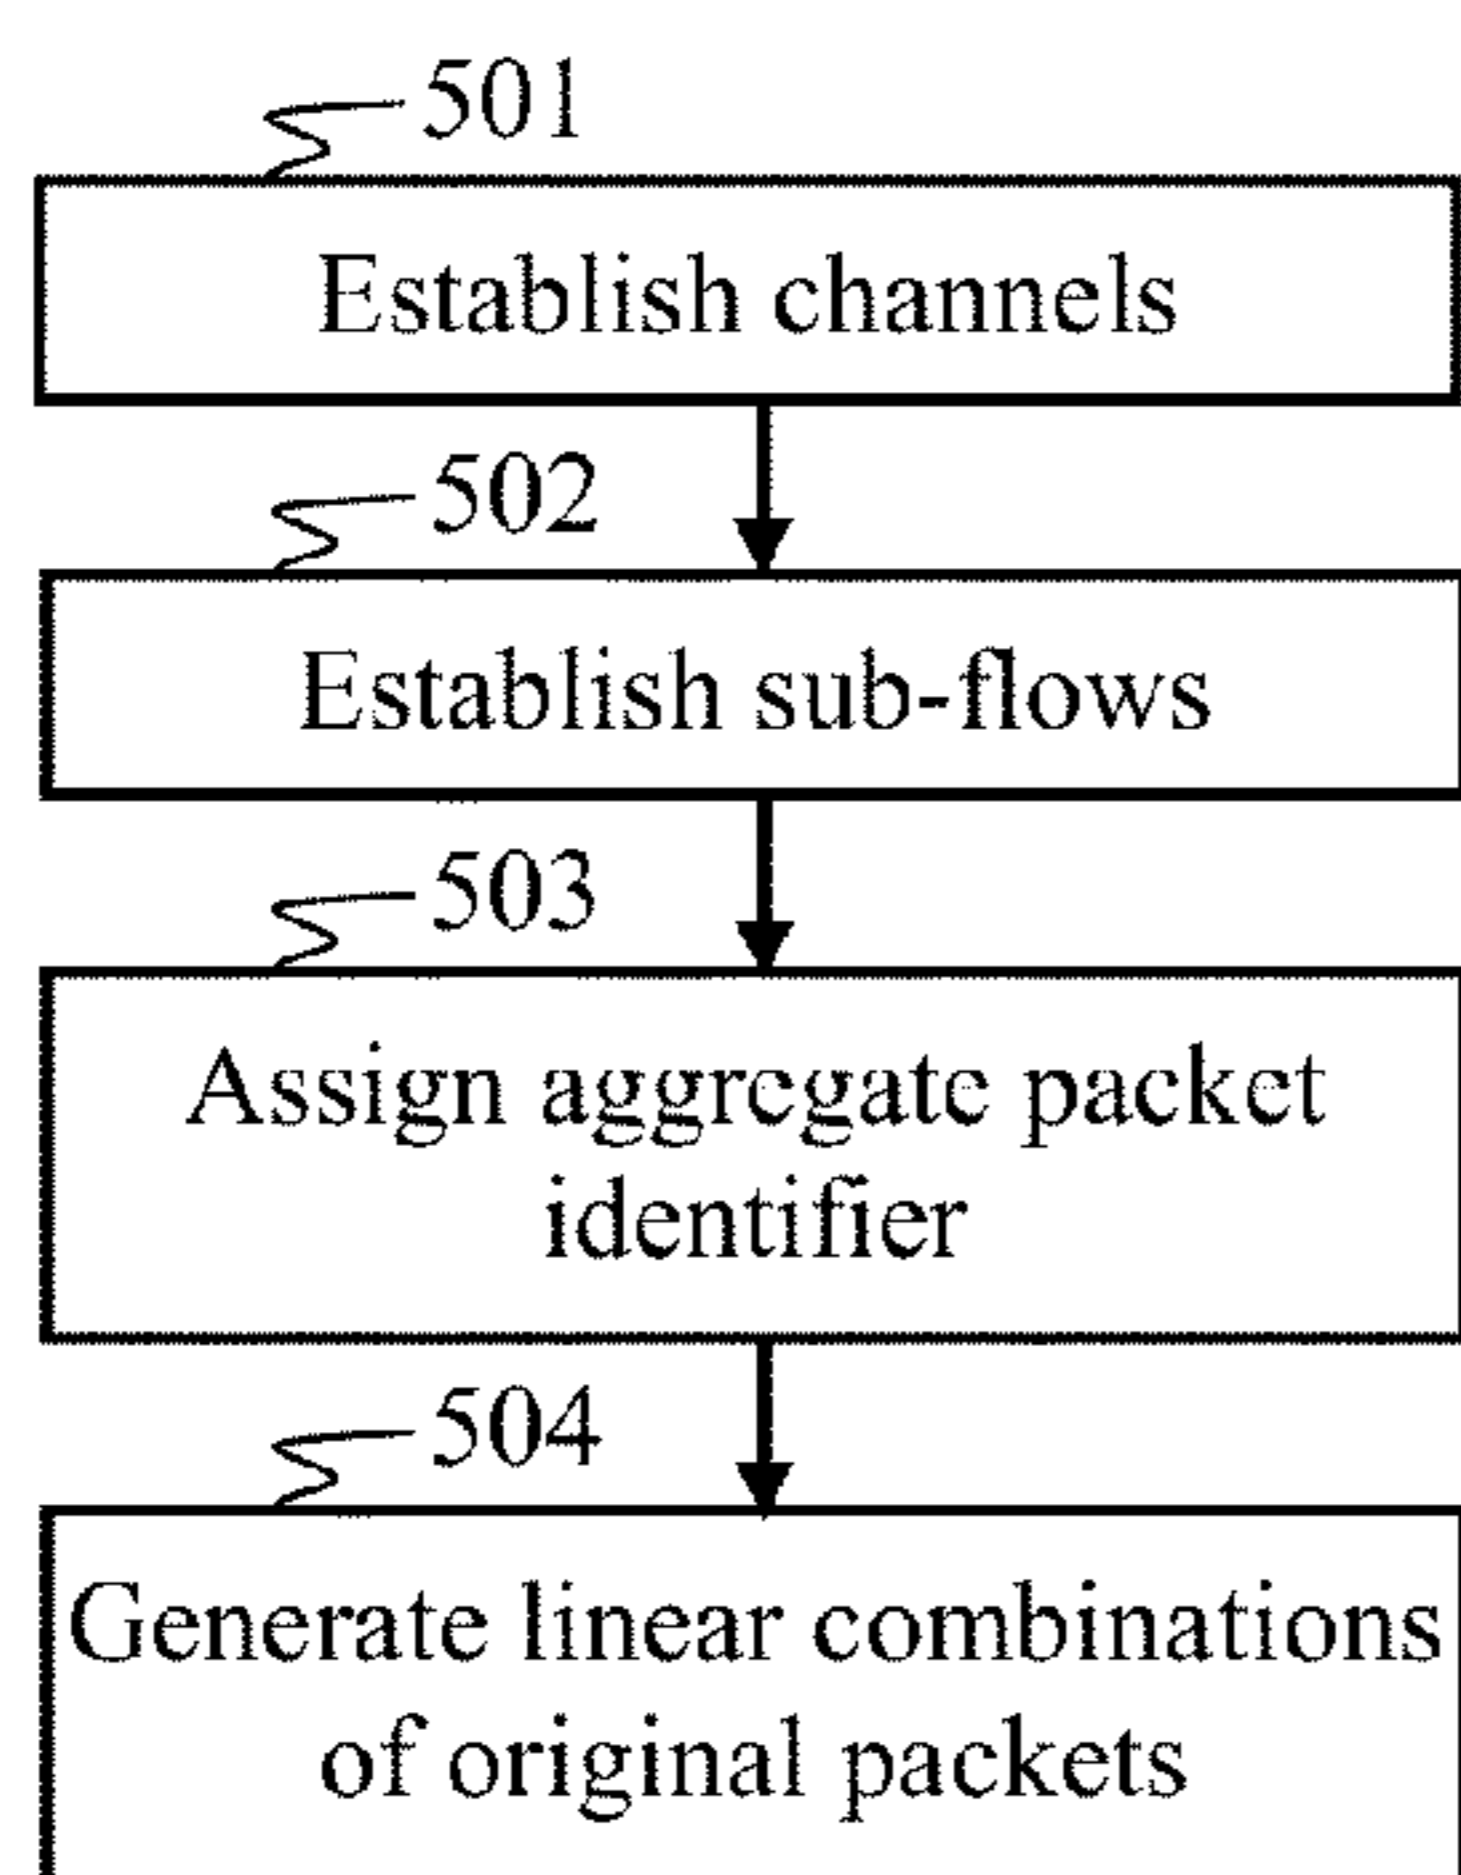 501
Establish channels
502
Establish sub-flows
503
Assign aggregate packet
identifier
504
Generate linear combinations
of original packets